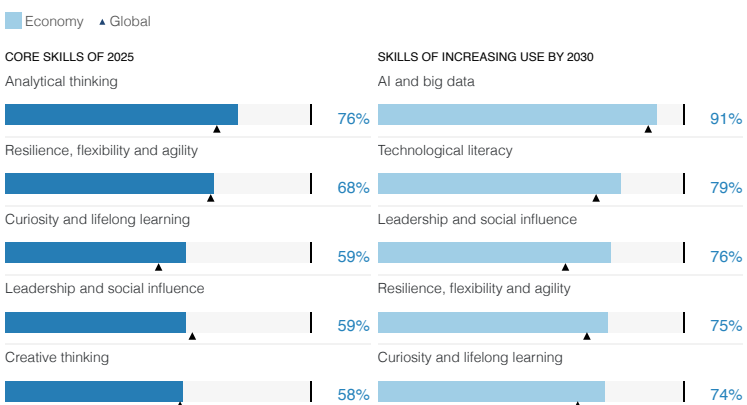 Economy Global
CORE SKILLS OF 2025
Analytical thinking
76%
Resilience, flexibility and agility
68%
Curiosity and lifelong learning
59%
Leadership and social influence
59%
Creative thinking
58%
SKILLS OF INCREASING USE BY 2030
AI and big data
91%
Technological literacy
79%
Leadership and social influence
76%
Resilience, flexibility and agility
75%
Curiosity and lifelong learning
74%